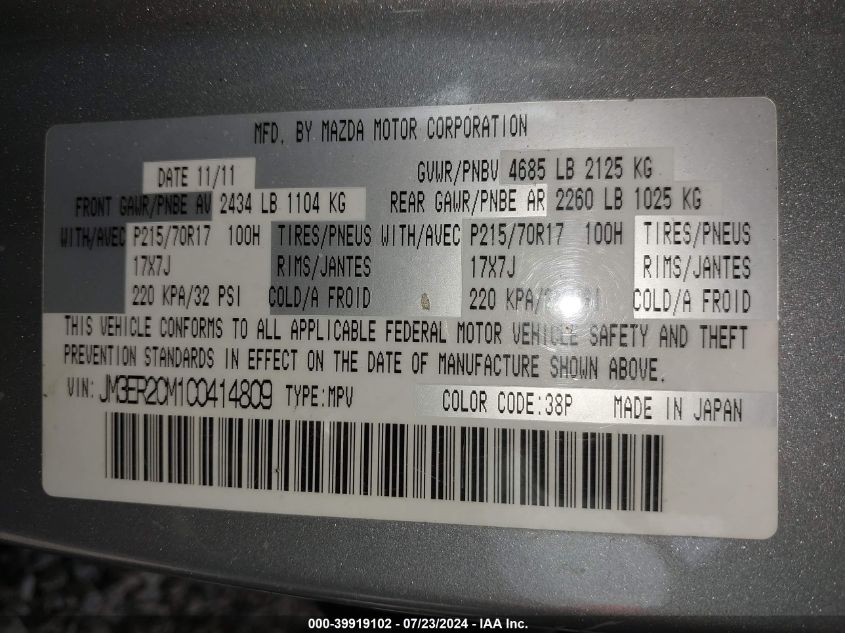 MFD. BY MAZDA MOTOR CORPORATION
DATE 11/11 GVWR/PNBV 4685 LB 2125 KG
FRONT GAWR/PNBE AV 2434 LB 1104 KG REAR GAWR/PNBE AR 2260 LB 1025 KG
WITH/AVEC P215/70R17 100H TIRES/PNEUS WITH/AVEC P215/70R17 100H TIRES/PNEUS
17X7J RIMS/JANTES 17X7J RIMS/JANTES
220 KPA/32 PSI COLD/A FROID 220 COLD/A FROID
THIS VEHICLE CONFORMS TO ALL APPLICABLE FEDERAL MOTOR VEHICLE SAFETY AND THEFT
PREVENTION STANDARDS IN EFFECT ON THE DATE OF MANUFACTURE SHOWN ABOVE.
VIN: JM3ER2CM1C0414809 TYPE:MPV COLOR CODE:38P MADE IN JAPAN
000-39919102 - 07/23/2024 - IAA Inc.